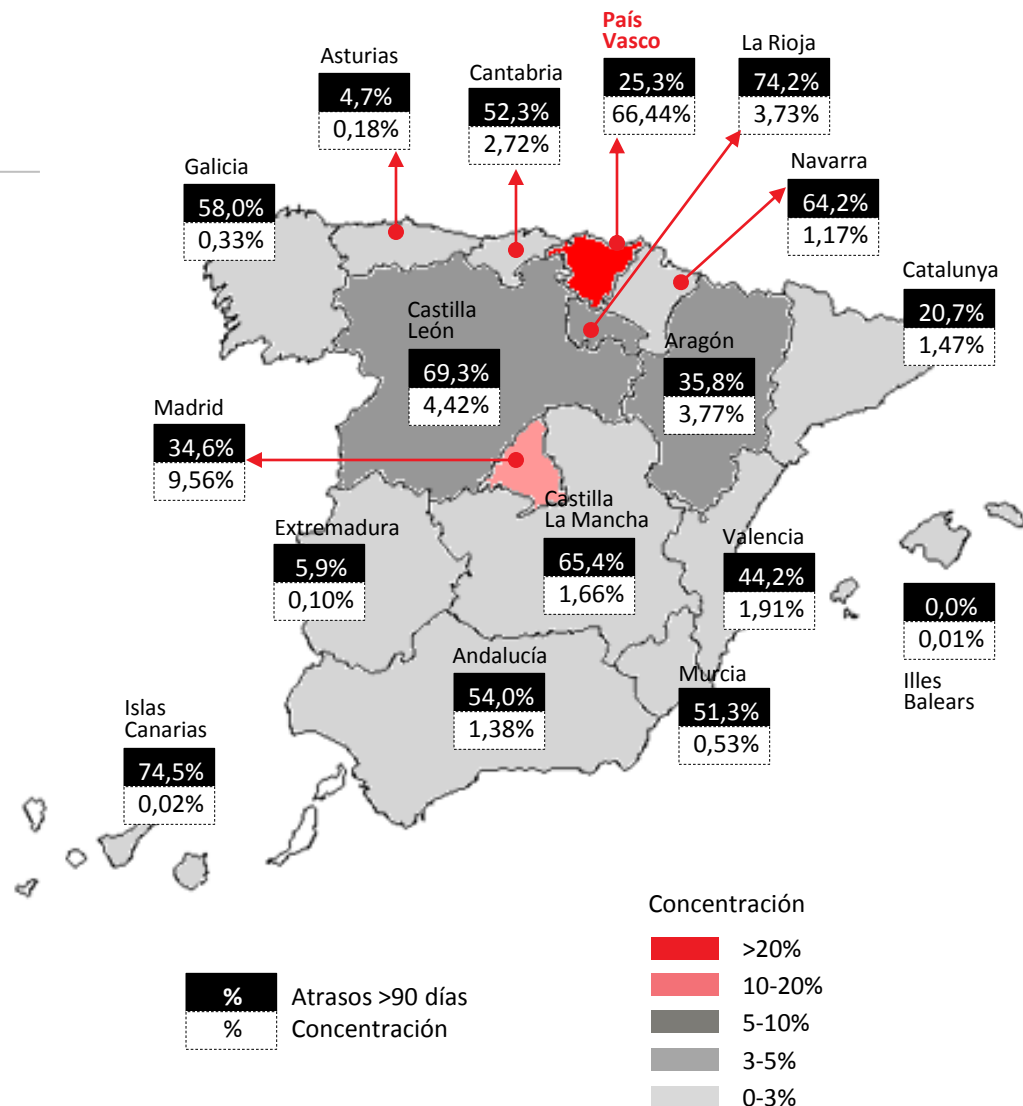 País
Vasco
25,3%
66,44%
La Rioja
74,2%
3,73%
Asturias
4,7%
0,18%
Cantabria
52,3%
2,72%
Navarra
64,2%
1,17%
Galicia
58,0%
0,33%
Catalunya
20,7%
1,47%
Castilla
León
69,3%
4,42%
Aragón
35,8%
3,77%
Madrid
34,6%
9,56%
Castilla
La Mancha
65,4%
1,66%
Extremadura
5,9%
0,10%
Valencia
44,2%
1,91%
0,0%
0,01%
Illes
Balears
Andalucía
54,0%
1,38%
Murcia
51,3%
0,53%
Islas
Canarias
74,5%
0,02%
Concentración
>20%
10-20%
5-10%
3-5%
0-3%
% Atrasos >90 días
% Concentración